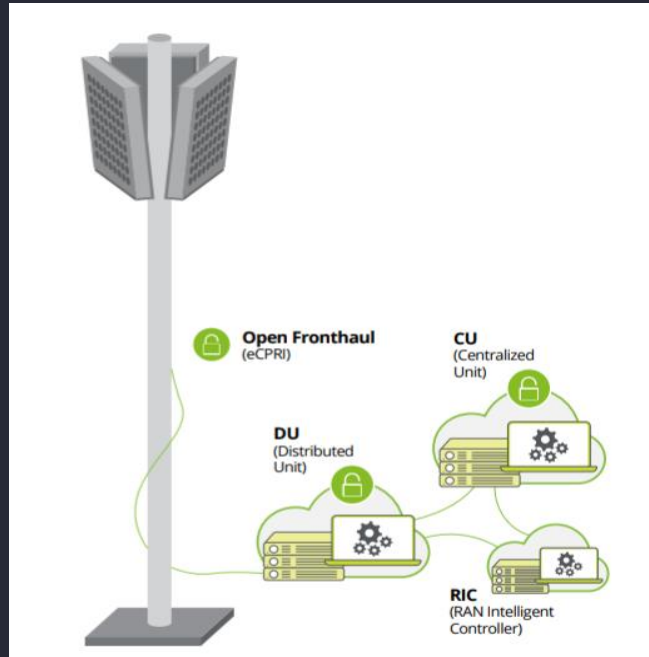 Open Fronthaul
(eCPRI)
CU
(Centralized
Unit)
DU
(Distributed
Unit)
RIC
(RAN Intelligent
Controller)